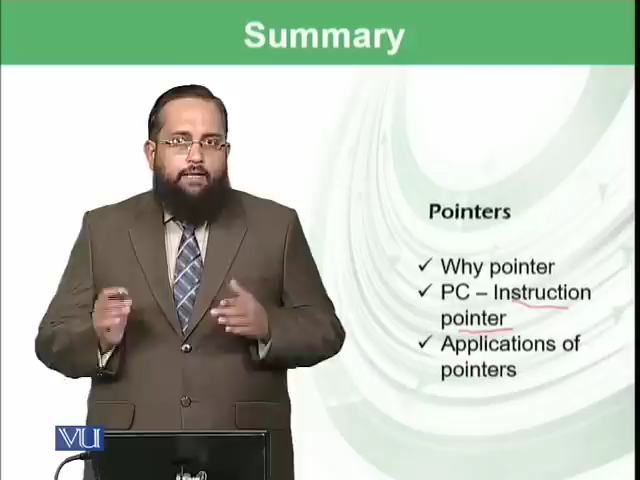 Summary
Pointers
✓ Why pointer
✓ PC – Instruction
pointer
✓ Applications of
pointers
VU